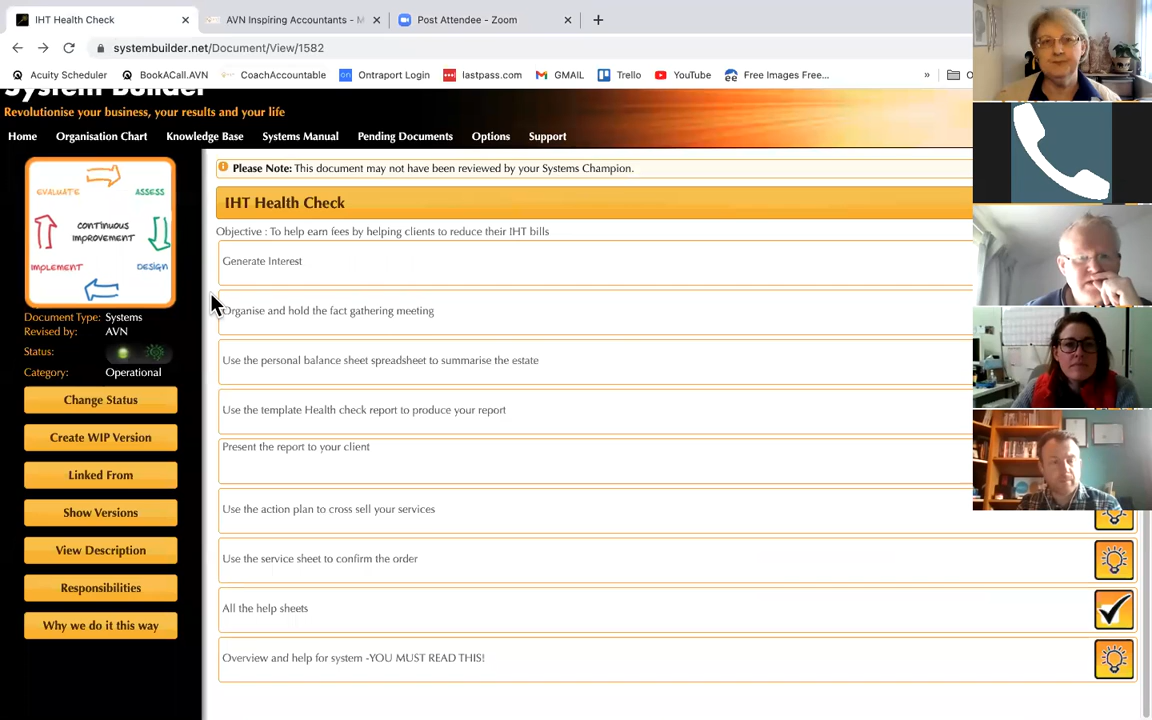 IHT Health Check
AVN Inspiring Accountants - M
Post Attendee - Zoom
systembuilder.net/Document/View/1582
Acuity Scheduler
BookACall.AVN
CoachAccountable
Ontraport Login
lastpass.com
GMAIL
Trello
YouTube
Free Images Free...
»
O
System Builder
Revolutionise your business, your results and your life
Home Organisation Chart Knowledge Base Systems Manual Pending Documents Options Support
EVALUATE
ASSESS
CONTINUOUS
IMPROVEMENT
IMPLEMENT
DESIGN
Document Type: Systems
Revised by: AVN
Status:
Category: Operational
Change Status
Create WIP Version
Linked From
Show Versions
View Description
Responsibilities
Why we do it this way
Please Note: This document may not have been reviewed by your Systems Champion.
IHT Health Check
Objective : To help earn fees by helping clients to reduce their IHT bills
Generate Interest
Organise and hold the fact gathering meeting
Use the personal balance sheet spreadsheet to summarise the estate
Use the template Health check report to produce your report
Present the report to your client
Use the action plan to cross sell your services
Use the service sheet to confirm the order
All the help sheets
Overview and help for system -YOU MUST READ THIS!